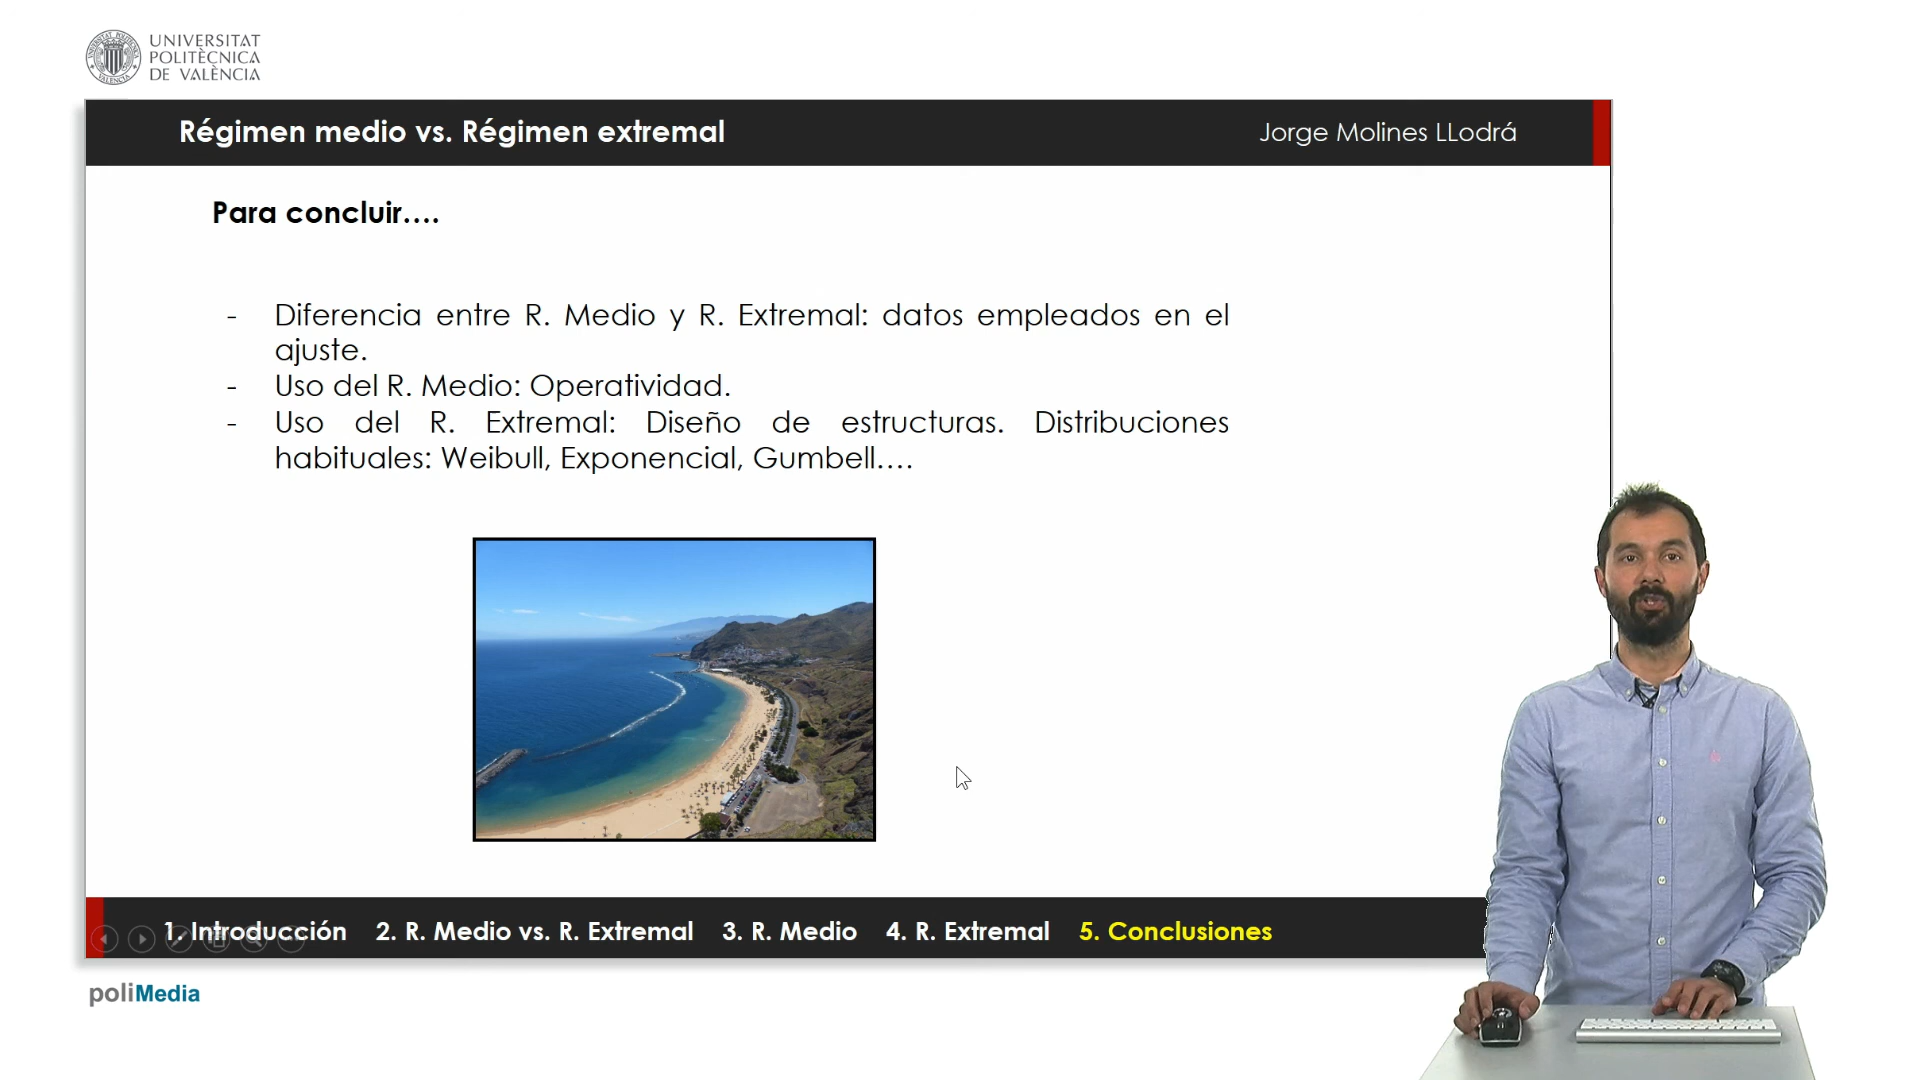 UNIVERSITAT
POLITÈCNICA
DE VALÈNCIA
Régimen medio vs. Régimen extremal
Jorge Molines LLodrá
Para concluir....
- Diferencia entre R. Medio y R. Extremal: datos empleados en el
ajuste.
- Uso del R. Medio: Operatividad.
- Uso del R. Extremal: Diseño de estructuras. Distribuciones
habituales: Weibull, Exponencial, Gumbell....
1. Introducción 2. R. Medio vs. R. Extremal 3. R. Medio 4. R. Extremal 5. Conclusiones
poliMedia